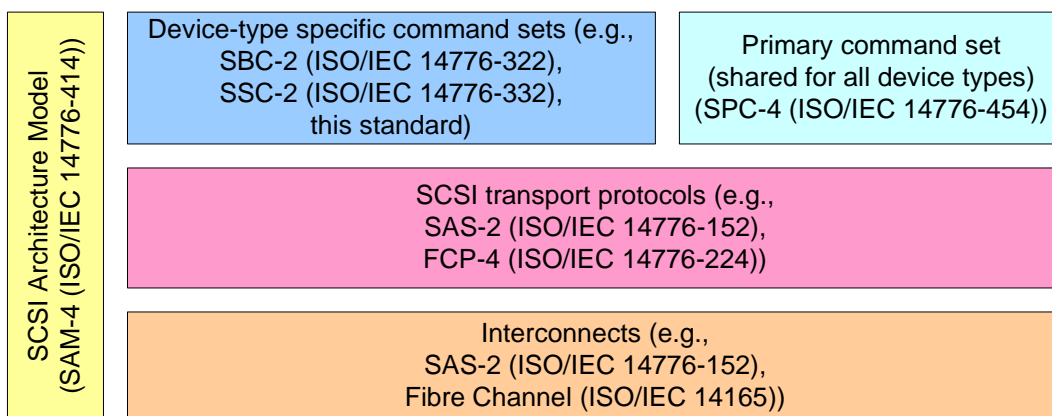 SCSI Architecture Model
(SAM-4 (ISO/IEC 14776-414))
Device-type specific command sets (e.g.,
SBC-2 (ISO/IEC 14776-322),
SSC-2 (ISO/IEC 14776-332),
this standard)
Primary command set
(shared for all device types)
(SPC-4 (ISO/IEC 14776-454))
SCSI transport protocols (e.g.,
SAS-2 (ISO/IEC 14776-152),
FCP-4 (ISO/IEC 14776-224))
Interconnects (e.g.,
SAS-2 (ISO/IEC 14776-152),
Fibre Channel (ISO/IEC 14165))